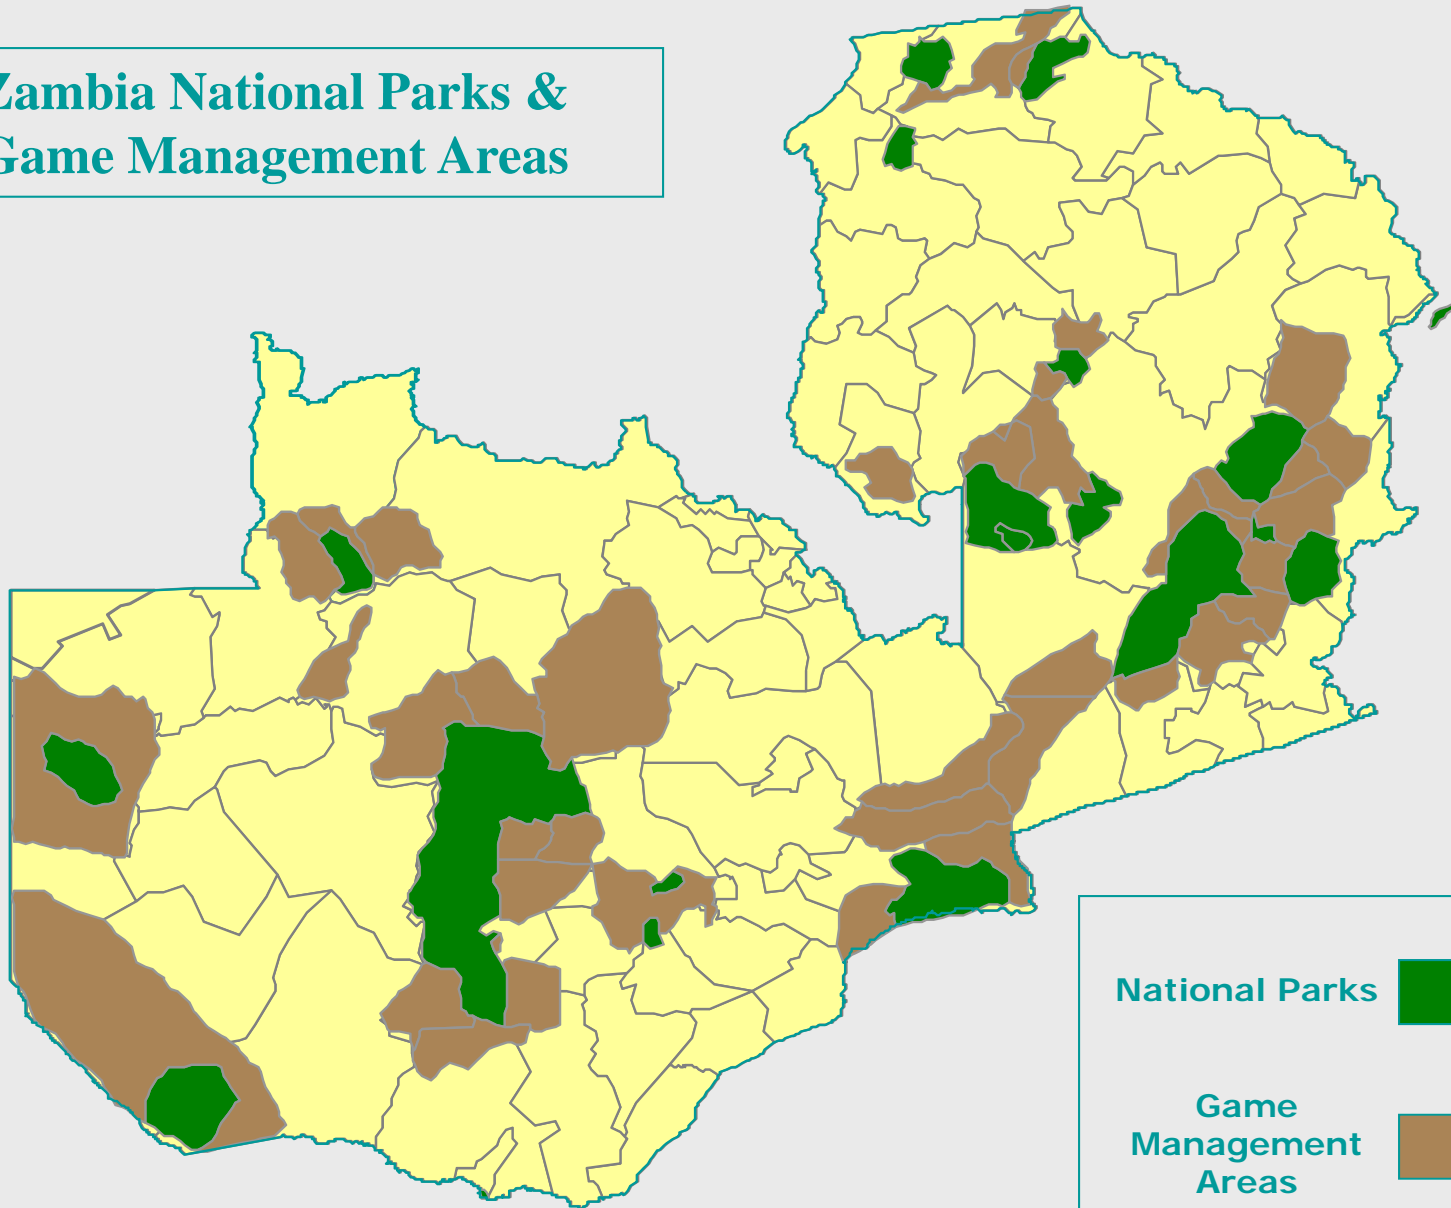 Zambia National Parks &
Game Management Areas
National Parks
Game
Management
Areas